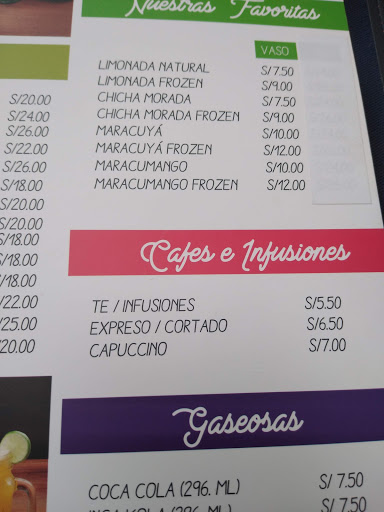 Nuestras Favoritas
VASO
LIMONADA NATURAL S/7.50
LIMONADA FROZEN S/9.00
CHICHA MORADA S/7.50
CHICHA MORADA FROZEN S/9.00
MARACUYÁ S/10.00
MARACUYÁ FROZEN S/12.00
MARACUMANGO S/10.00
MARACUMANGO FROZEN S/12.00
Cafes e Infusiones
TE / INFUSIONES S/5.50
EXPRESO / CORTADO S/6.50
CAPUCCINO S/7.00
Gaseosas
COCA COLA (296. ML) S/ 7.50
INCA KOLA (296. ML) S/ 7.50
S/20.00
S/24.00
S/26.00
S/22.00
S/26.00
S/18.00
S/20.00
S/20.00
S/18.00
S/18.00
/18.00
/22.00
/25.00
/20.00